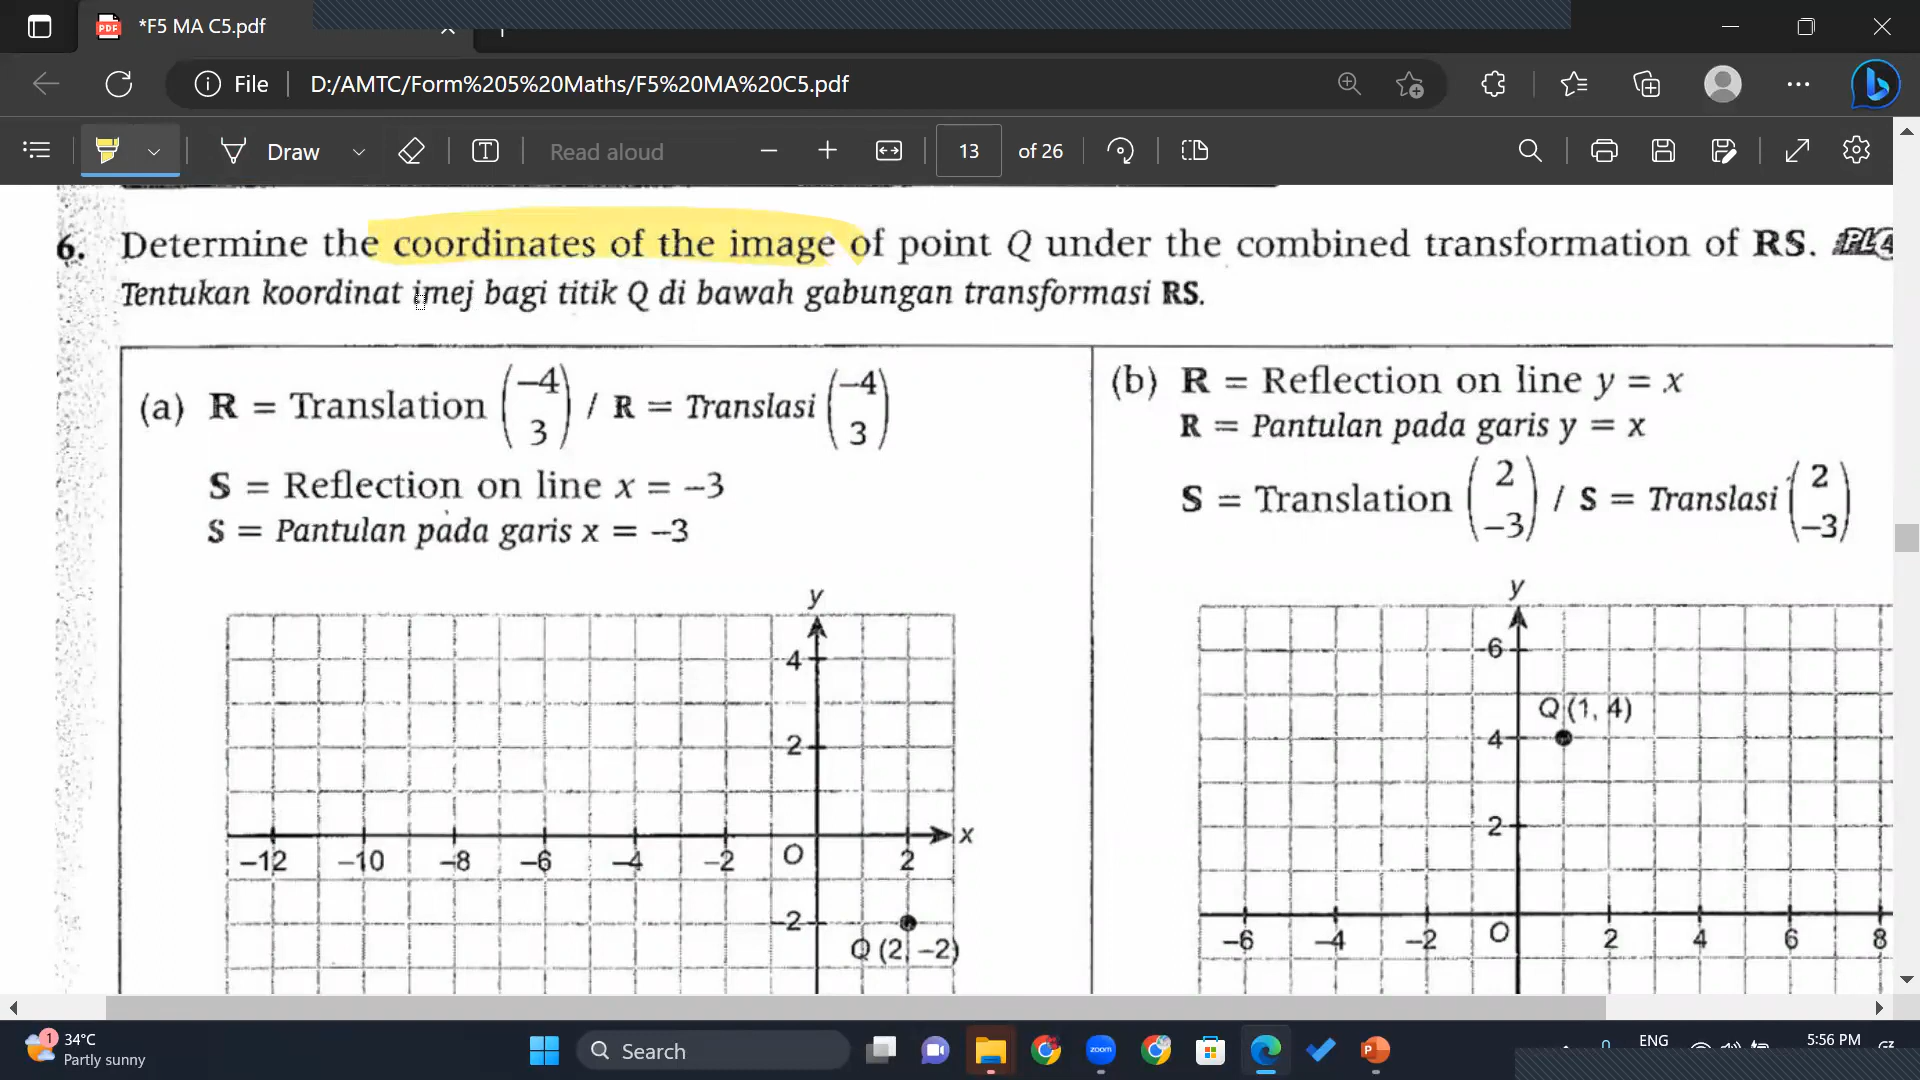 *F5 MA C5.pdf
File D:/AMTC/Form%205%20Maths/F5%20MA%20C5.pdf
Draw Read aloud 13 of 26
6. Determine the coordinates of the image of point Q under the combined transformation of RS. PL4
Tentukan koordinat imej bagi titik Q di bawah gabungan transformasi RS.
(a) R = Translation (−4 3) / R = Translasi (−4 3)
S = Reflection on line x = −3
S = Pantulan pada garis x = −3
y
4
2
−12 −10 −8 −6 −4 −2 O 2 x
−2
Q (2, −2)
(b) R = Reflection on line y = x
R = Pantulan pada garis y = x
S = Translation (2 −3) / S = Translasi (2 −3)
y
6
Q (1, 4)
4
2
−6 −4 −2 O 2 4 6 8
1 34°C
Partly sunny
Search
zoom
ENG
5:56 PM